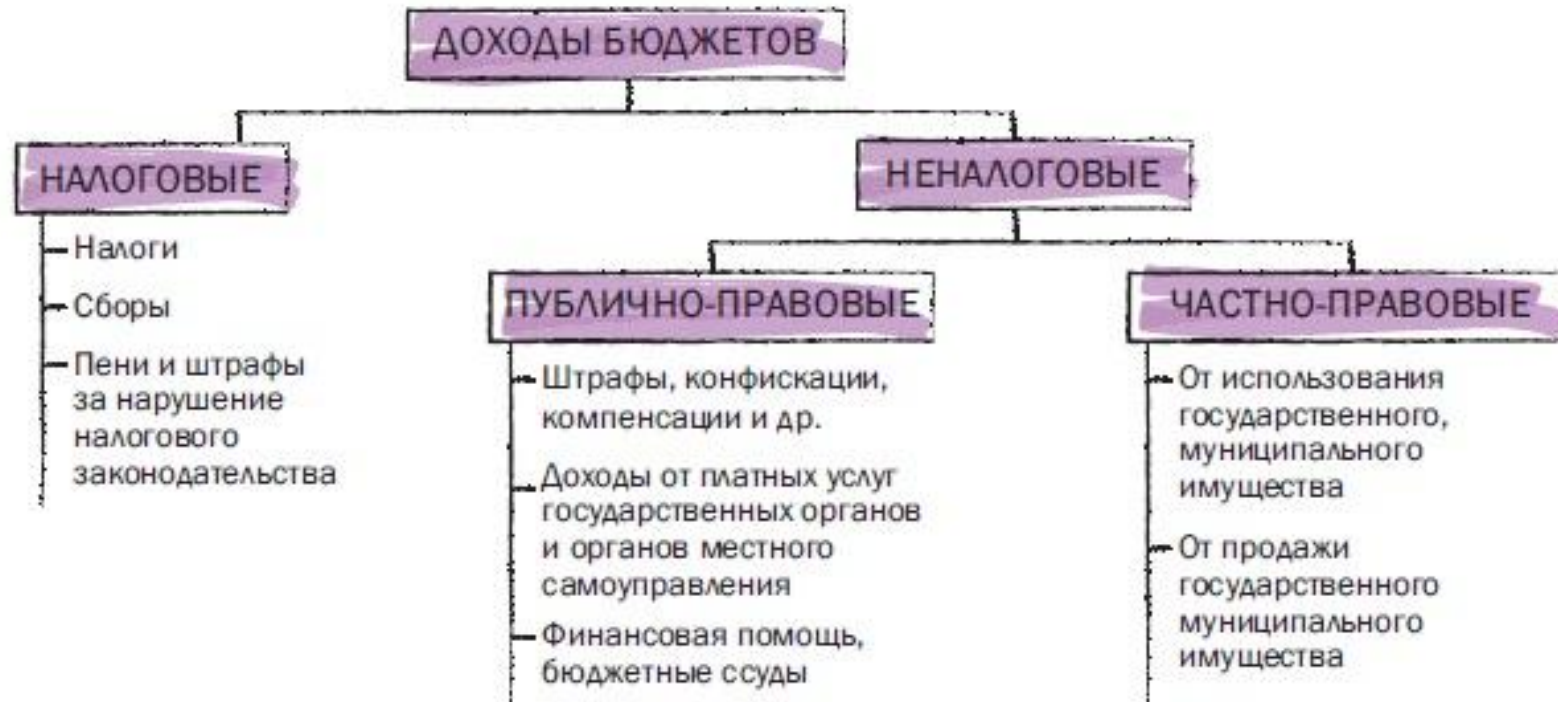 ДОХОДЫ БЮДЖЕТОВ
НАЛОГОВЫЕ
Налоги
Сборы
Пени и штрафы
за нарушение
налогового
законодательства
НЕНАЛОГОВЫЕ
ПУБЛИЧНО-ПРАВОВЫЕ
Штрафы, конфискации,
компенсации и др.
Доходы от платных услуг
государственных органов
и органов местного
самоуправления
Финансовая помощь,
бюджетные ссуды
ЧАСТНО-ПРАВОВЫЕ
От использования
государственного,
муниципального
имущества
От продажи
государственного
муниципального
имущества